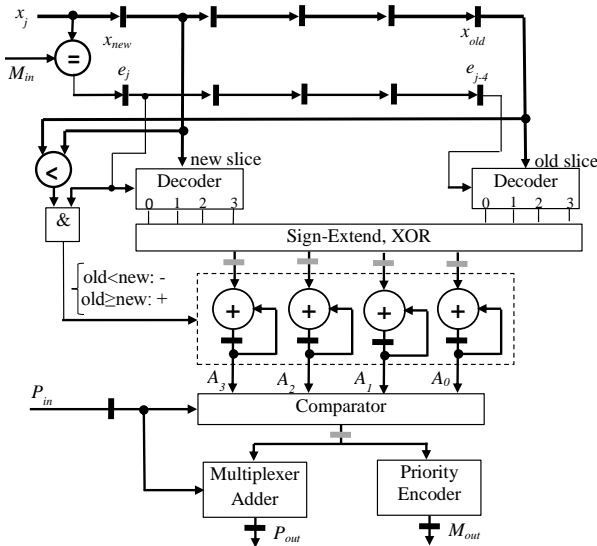 x_j
x_new
x_old
=
M_in
e_j
e_{j-4}
new slice
old slice
<
Decoder
Decoder
0 1 2 3
0 1 2 3
&
Sign-Extend, XOR
old<new: -
old≥new: +
+ + + +
A_3 A_2 A_1 A_0
P_in
Comparator
Multiplexer
Adder
Priority
Encoder
P_out
M_out